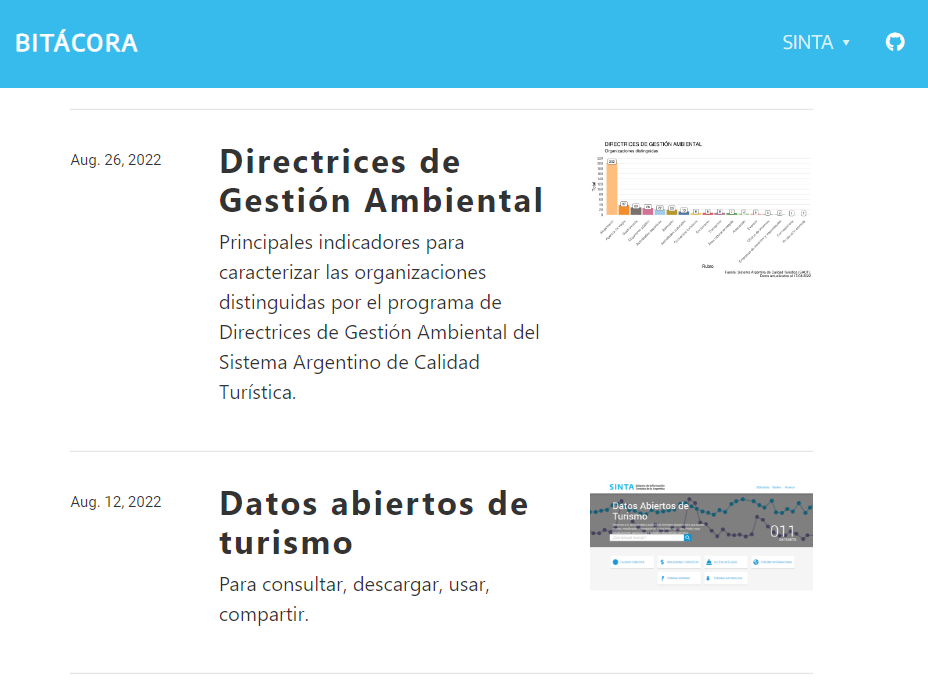 BITÁCORA
SINTA
Aug. 26, 2022
Directrices de
Gestión Ambiental
Principales indicadores para
caracterizar las organizaciones
distinguidas por el programa de
Directrices de Gestión Ambiental del
Sistema Argentino de Calidad
Turística.
DIRECTRICES DE GESTIÓN AMBIENTAL
Organizaciones distinguidas
Total
Rubro
Aug. 12, 2022
Datos abiertos de
turismo
Para consultar, descargar, usar,
compartir.
SINTA
Datos Abiertos de
Turismo
011